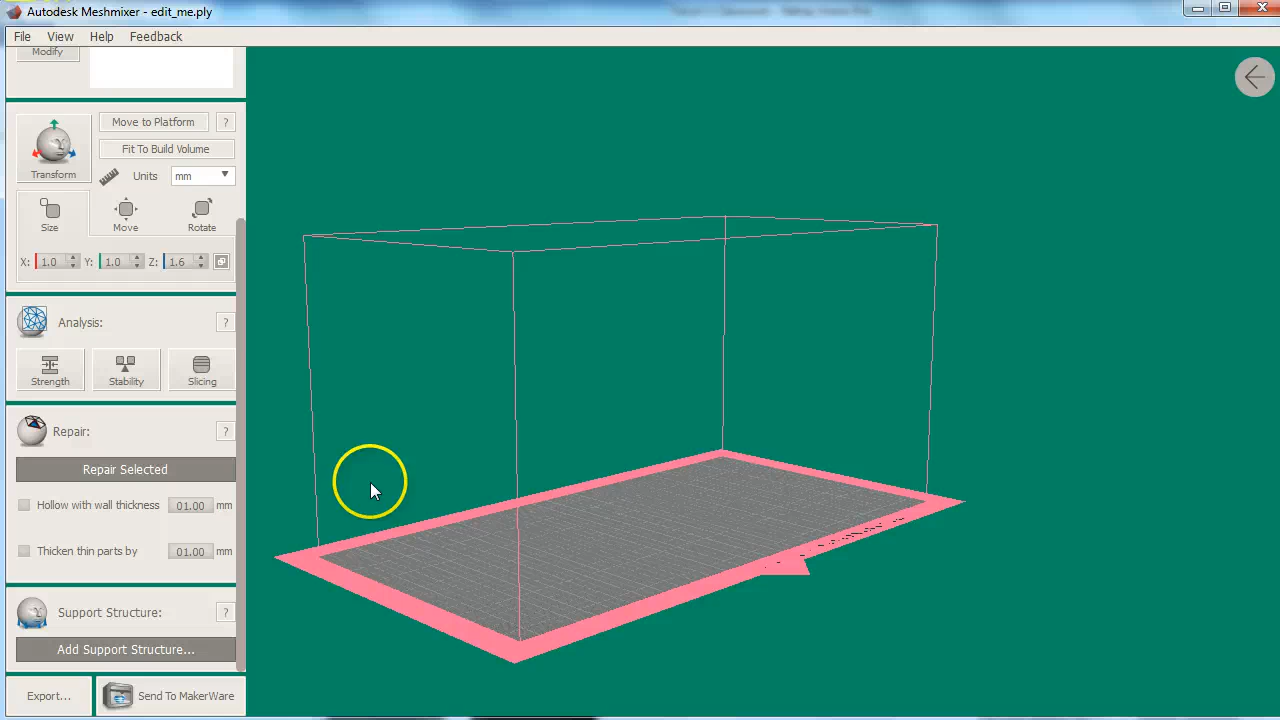 Autodesk Meshmixer - edit_me.ply
File View Help Feedback
Modify
Move to Platform ?
Fit To Build Volume
Transform
Units mm
Size Move Rotate
X: 1.0 Y: 1.0 Z: 1.6
Analysis: ?
Strength Stability Slicing
Repair: ?
Repair Selected
Hollow with wall thickness 01.00 mm
Thicken thin parts by 01.00 mm
Support Structure: ?
Add Support Structure...
Export... Send To MakerWare